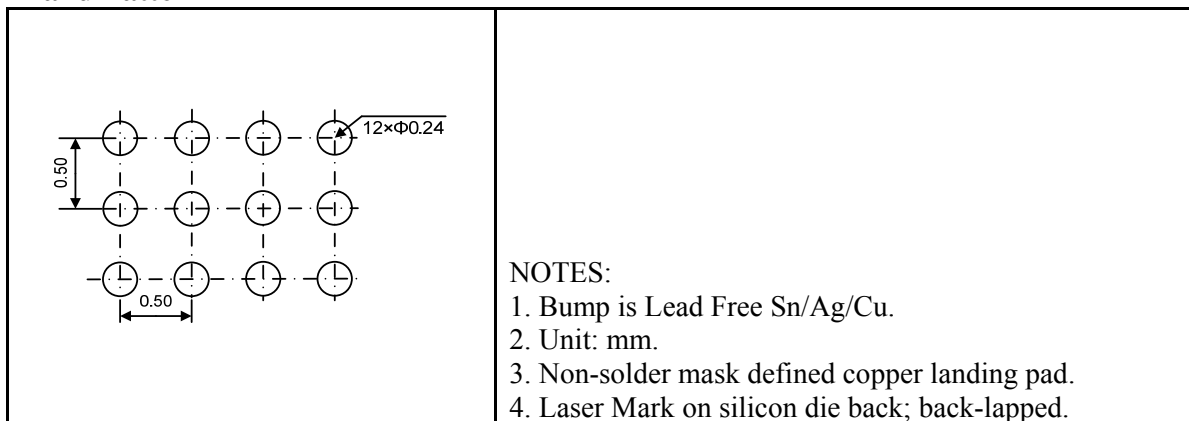 12×Φ0.24
0.50
0.50
NOTES:
1. Bump is Lead Free Sn/Ag/Cu.
2. Unit: mm.
3. Non-solder mask defined copper landing pad.
4. Laser Mark on silicon die back; back-lapped.